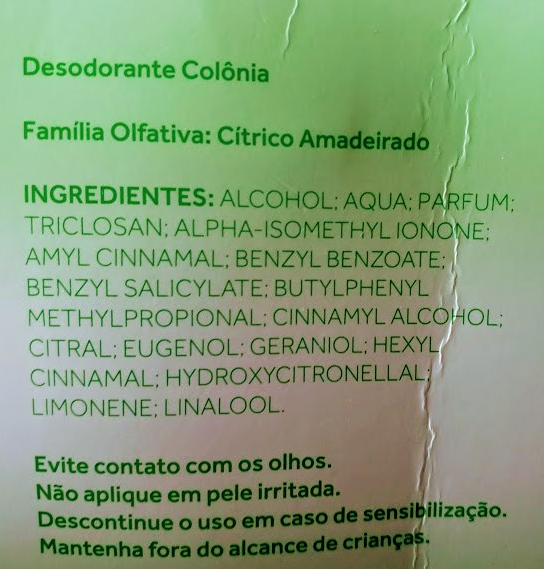 Desodorante Colônia
Família Olfativa: Cítrico Amadeirado
INGREDIENTES: ALCOHOL; AQUA; PARFUM;
TRICLOSAN; ALPHA-ISOMETHYL IONONE;
AMYL CINNAMAL; BENZYL BENZOATE;
BENZYL SALICYLATE; BUTYLPHENYL
METHYLPROPIONAL; CINNAMYL ALCOHOL;
CITRAL; EUGENOL; GERANIOL; HEXYL
CINNAMAL; HYDROXYCITRONELLAL;
LIMONENE; LINALOOL.
Evite contato com os olhos.
Não aplique em pele irritada.
Descontinue o uso em caso de sensibilização.
Mantenha fora do alcance de crianças.